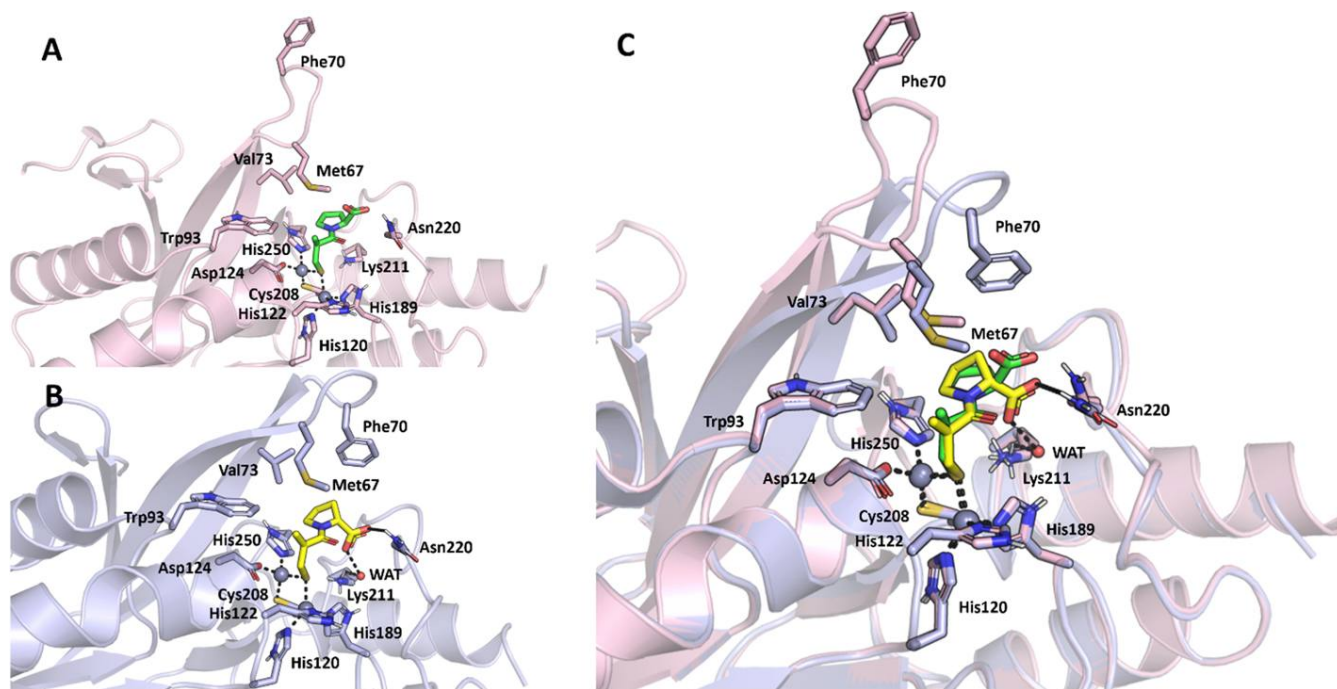 A
Phe70
Val73
Met67
Trp93
His250
Asn220
Asp124
Lys211
Cys208
His122
His189
His120
B
Phe70
Val73
Met67
Trp93
His250
Asn220
Asp124
WAT
Cys208
Lys211
His122
His189
His120
C
Phe70
Phe70
Val73
Met67
Trp93
Asn220
His250
WAT
Asp124
Lys211
Cys208
His122
His189
His120